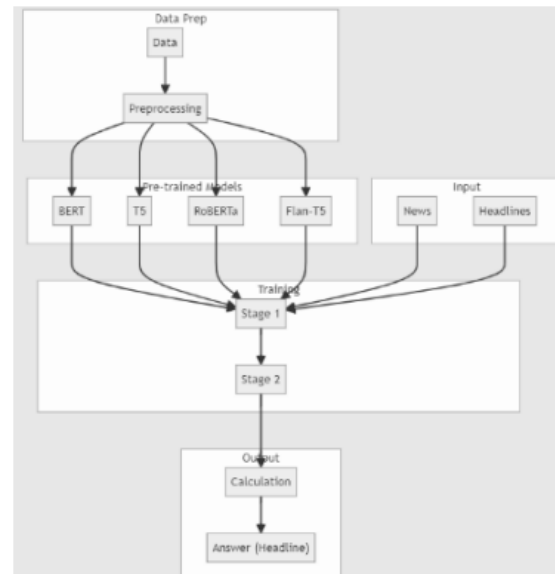 Data Prep
Data
Preprocessing
Pre-trained Models
BERT
T5
RoBERTa
Flan-T5
Input
News
Headlines
Training
Stage 1
Stage 2
Output
Calculation
Answer (Headline)